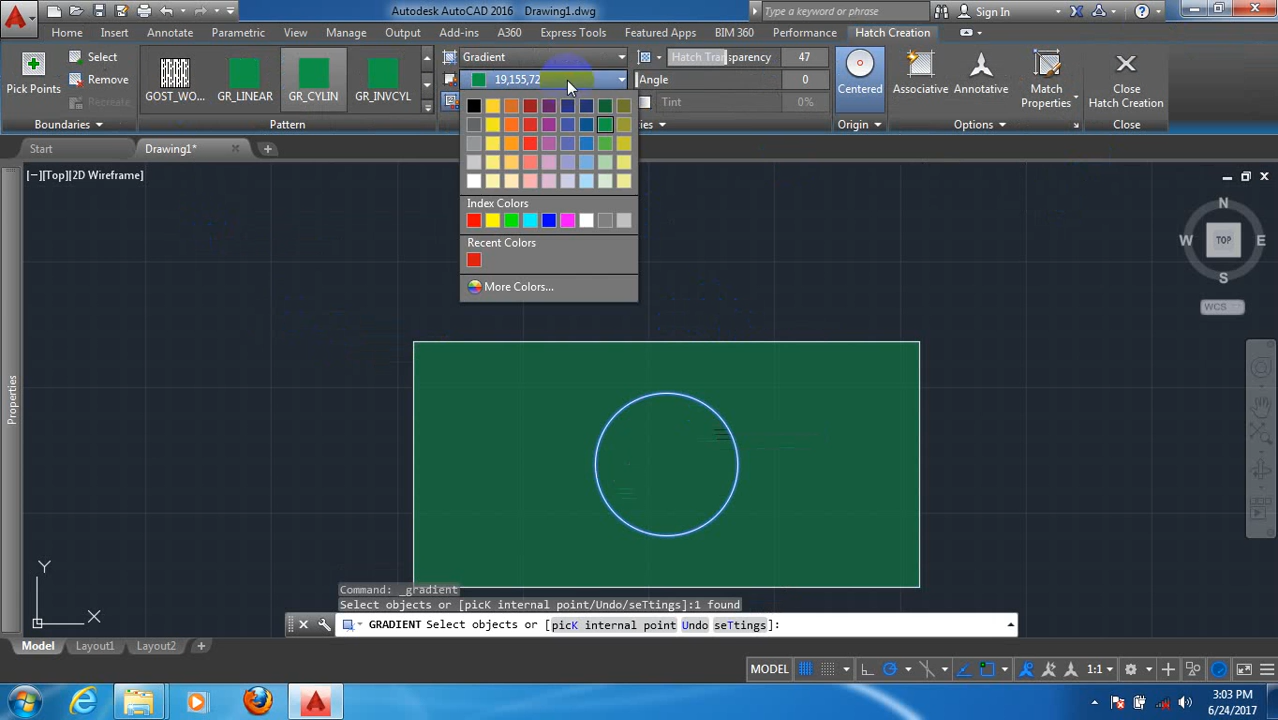 Autodesk AutoCAD 2016 Drawing1.dwg
Type a keyword or phrase
Sign In
Home Insert Annotate Parametric View Manage Output Add-ins A360 Express Tools Featured Apps BIM 360 Performance Hatch Creation
Pick Points
Select
Remove
Recreate
Boundaries
GOST_WO...
GR_LINEAR
GR_CYLIN
GR_INVCYL
Pattern
Gradient
19,155,72
Hatch Transparency 47
Angle 0
Tint 0%
Centered
Origin
Associative
Annotative
Match
Properties
Options
Close
Hatch Creation
Close
Start
Drawing1*
[−][Top][2D Wireframe]
Index Colors
Recent Colors
More Colors...
N
W TOP E
S
WCS
Properties
Y
X
Command: _gradient
Select objects or [picK internal point/Undo/seTtings]:1 found
GRADIENT Select objects or [picK internal point Undo seTtings]:
Model Layout1 Layout2
MODEL
1:1
3:03 PM
6/24/2017